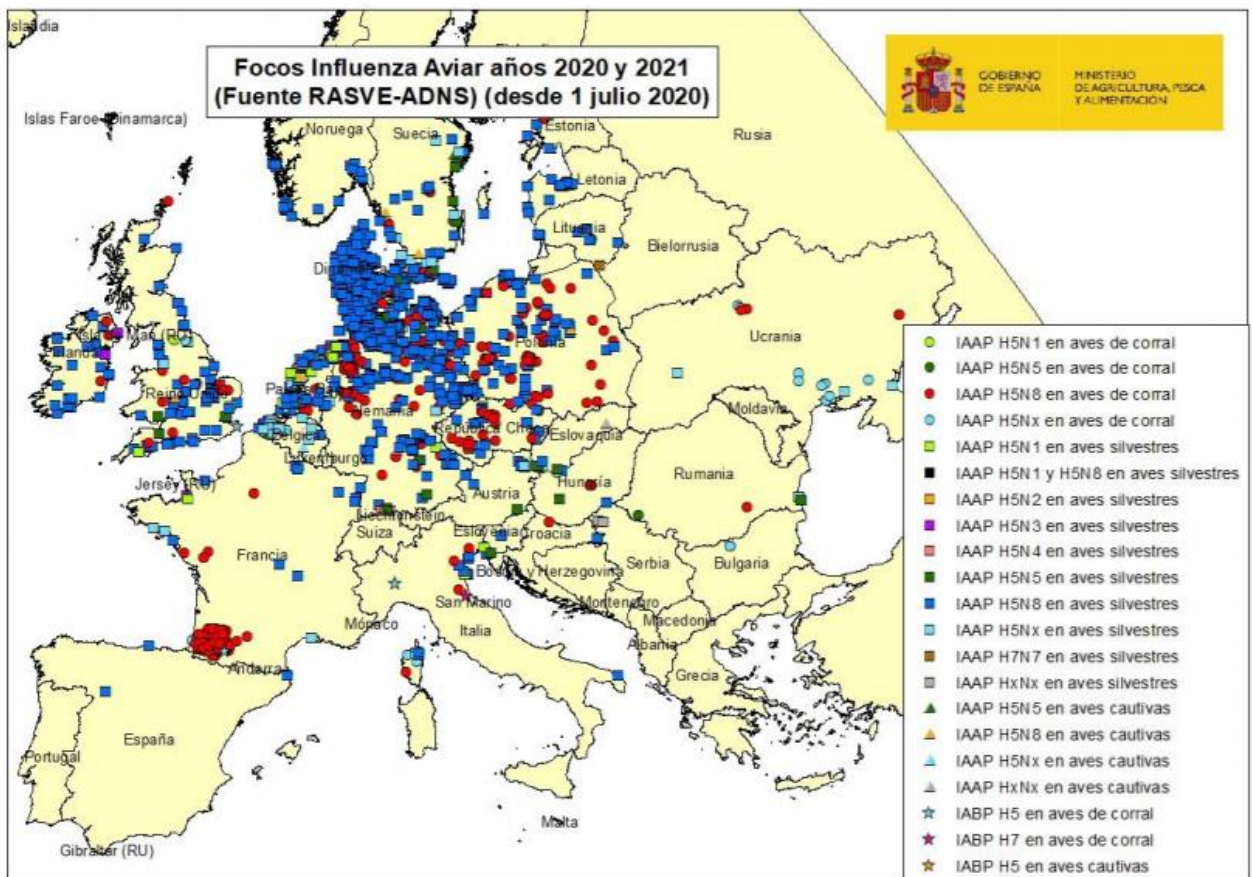 Islandia
Focos Influenza Aviar años 2020 y 2021
(Fuente RASVE-ADNS) (desde 1 julio 2020)
GOBIERNO
DE ESPAÑA
MINISTERIO
DE AGRICULTURA, PESCA
Y ALIMENTACIÓN
Islas Faroe (Dinamarca)
Noruega
Suecia
Estonia
Rusia
Letonia
Lituania
Bielorrusia
Ucrania
Polonia
Reino Unido
Alemania
República Checa
Eslovaquia
Moldavia
Bélgica
Luxemburgo
Jersey (RU)
Austria
Hungría
Rumania
Liechtenstein
Suiza
Eslovenia
Croacia
Francia
Bosnia y Herzegovina
Serbia
Bulgaria
San Marino
Montenegro
Mónaco
Italia
Macedonia
Albania
Andorra
Grecia
España
Portugal
Malta
Gibraltar (RU)
IAAP H5N1 en aves de corral
IAAP H5N5 en aves de corral
IAAP H5N8 en aves de corral
IAAP H5Nx en aves de corral
IAAP H5N1 en aves silvestres
IAAP H5N1 y H5N8 en aves silvestres
IAAP H5N2 en aves silvestres
IAAP H5N3 en aves silvestres
IAAP H5N4 en aves silvestres
IAAP H5N5 en aves silvestres
IAAP H5N8 en aves silvestres
IAAP H5Nx en aves silvestres
IAAP H7N7 en aves silvestres
IAAP HxNx en aves silvestres
IAAP H5N5 en aves cautivas
IAAP H5N8 en aves cautivas
IAAP H5Nx en aves cautivas
IAAP HxNx en aves cautivas
IABP H5 en aves de corral
IABP H7 en aves de corral
IABP H5 en aves cautivas